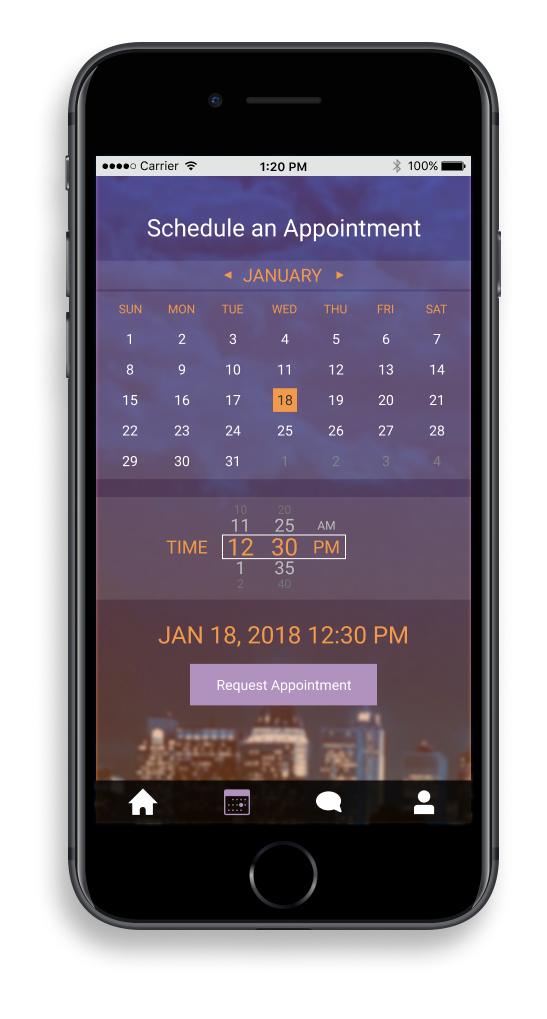 Carrier 1:20 PM 100%
Schedule an Appointment
JANUARY
SUN MON TUE WED THU FRI SAT
1 2 3 4 5 6 7
8 9 10 11 12 13 14
15 16 17 18 19 20 21
22 23 24 25 26 27 28
29 30 31 1 2 3 4
10 20
11 25 AM
TIME 12 30 PM
1 35
2 40
JAN 18, 2018 12:30 PM
Request Appointment